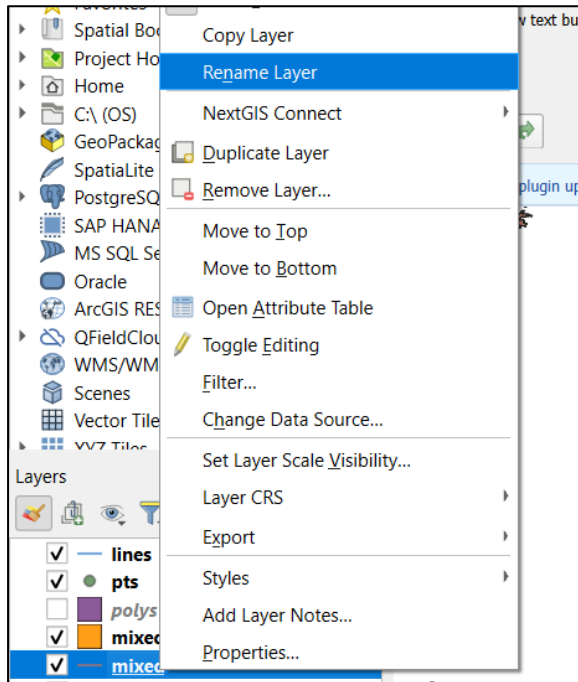 Favorites
Spatial Boo
Project Ho
Home
C:\ (OS)
GeoPackag
SpatiaLite
PostgreSQ
SAP HANA
MS SQL Se
Oracle
ArcGIS RES
QFieldClou
WMS/WM
Scenes
Vector Tile
XYZ Tiles
Copy Layer
Rename Layer
NextGIS Connect
Duplicate Layer
Remove Layer...
Move to Top
Move to Bottom
Open Attribute Table
Toggle Editing
Filter...
Change Data Source...
Set Layer Scale Visibility...
Layer CRS
Export
Styles
Add Layer Notes...
Properties...
w text bu
plugin up
Layers
lines
pts
polys
mixed
mixed